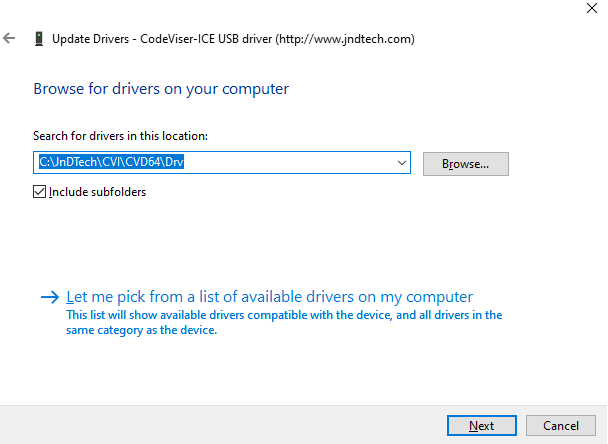 Update Drivers - CodeViser-ICE USB driver (http://www.jndtech.com)
Browse for drivers on your computer
Search for drivers in this location:
C:\JnDTech\CVI\CVD64\Drv
Browse...
Include subfolders
Let me pick from a list of available drivers on my computer
This list will show available drivers compatible with the device, and all drivers in the
same category as the device.
Next
Cancel